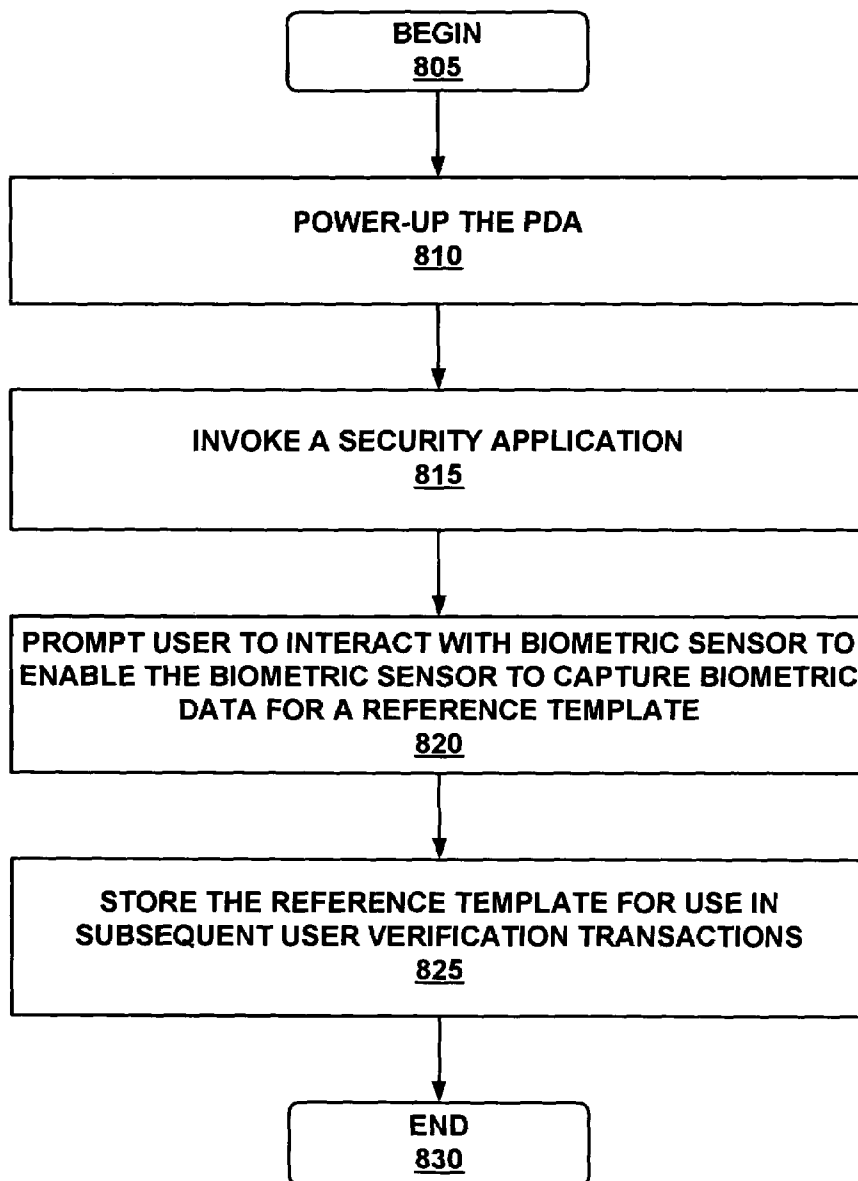 BEGIN
805
POWER-UP THE PDA
810
INVOKE A SECURITY APPLICATION
815
PROMPT USER TO INTERACT WITH BIOMETRIC SENSOR TO
ENABLE THE BIOMETRIC SENSOR TO CAPTURE BIOMETRIC
DATA FOR A REFERENCE TEMPLATE
820
STORE THE REFERENCE TEMPLATE FOR USE IN
SUBSEQUENT USER VERIFICATION TRANSACTIONS
825
END
830